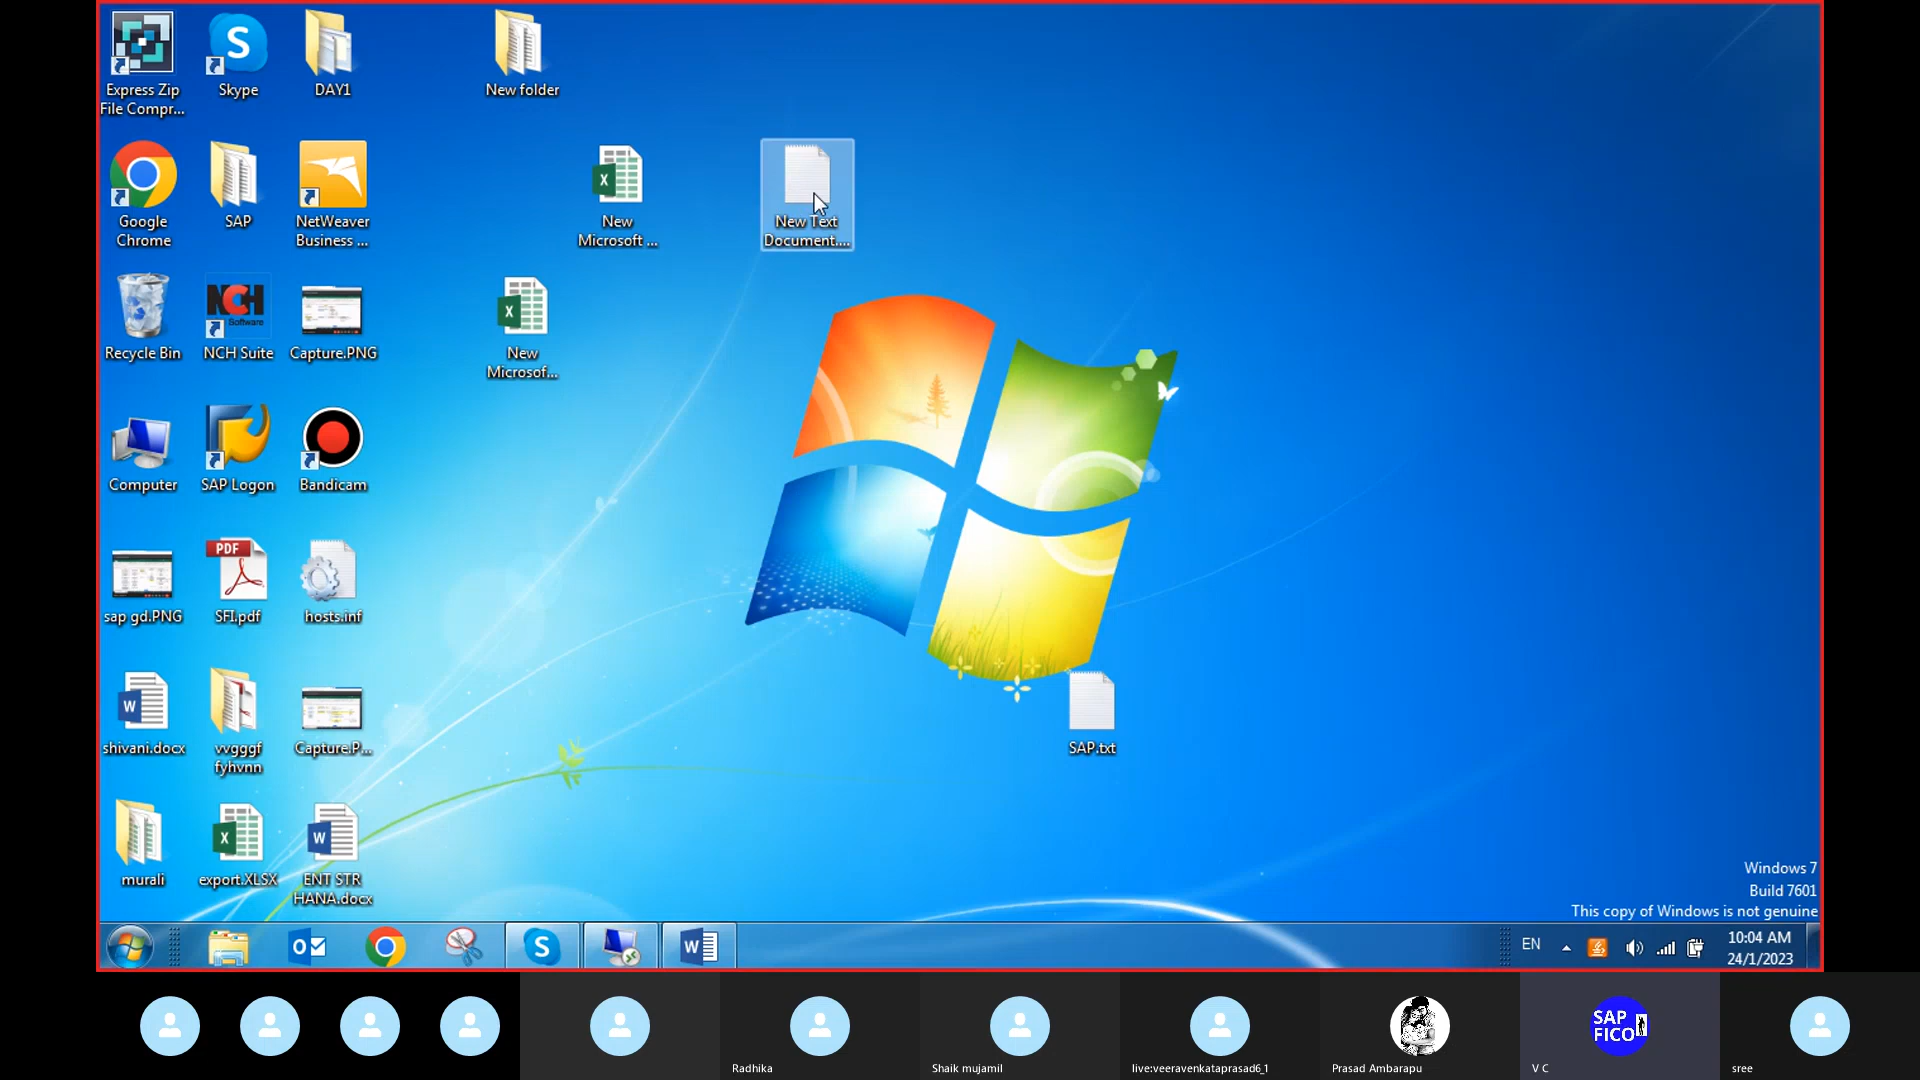 Express Zip
File Compr...
Skype
DAY1
New folder
Google
Chrome
SAP
NetWeaver
Business ...
New
Microsoft ...
New Text
Document....
Recycle Bin
NCH
Software
NCH Suite
Capture.PNG
New
Microsof...
Computer
SAP Logon
Bandicam
PDF
sap gd.PNG
SFI.pdf
hosts.inf
shivani.docx
vvgggf
fyhvnn
Capture.P...
SAP.txt
murali
export.XLSX
ENT STR
HANA.docx
Windows 7
Build 7601
This copy of Windows is not genuine
EN
10:04 AM
24/1/2023
Radhika
Shaik mujamil
live:veeravenkataprasad6_1
Prasad Ambarapu
SAP
FICO
V C
sree